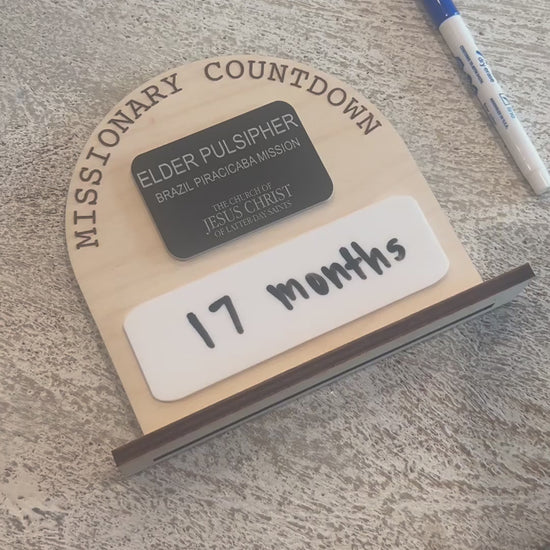 MISSIONARY COUNTDOWN
ELDER PULSIPHER
BRAZIL PIRACICABA MISSION
THE CHURCH OF
JESUS CHRIST
OF LATTER-DAY SAINTS
17 months